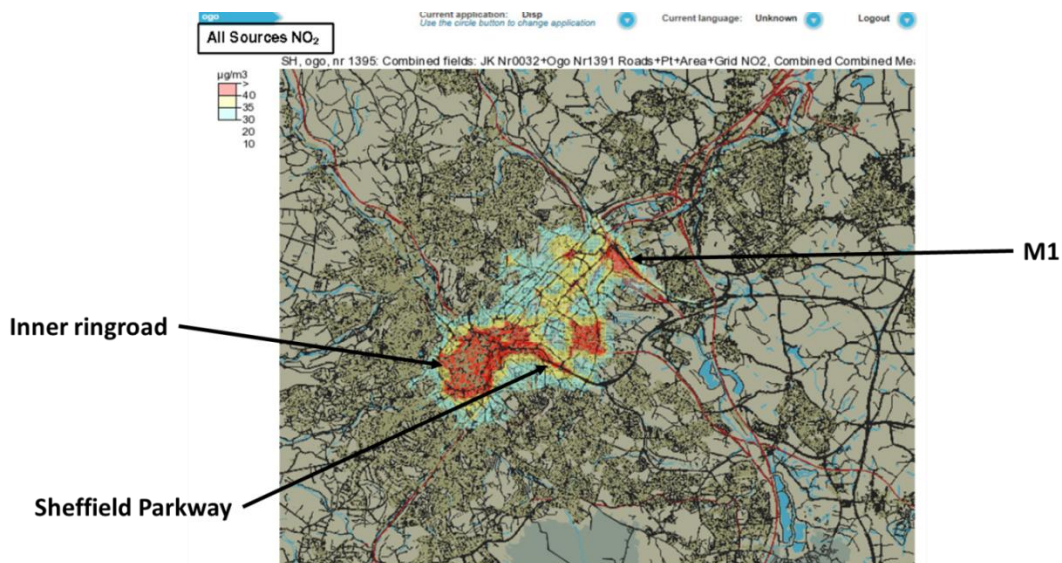 ogo
Current application: Disp
Use the circle button to change application
Current language: Unknown
Logout
All Sources NO₂
SH, ogo, nr 1395: Combined fields: JK Nr0032+Ogo Nr1391 Roads+Pt+Area+Grid NO2, Combined Combined Mea
µg/m3
>
40
35
30
20
10
M1
Inner ringroad
Sheffield Parkway